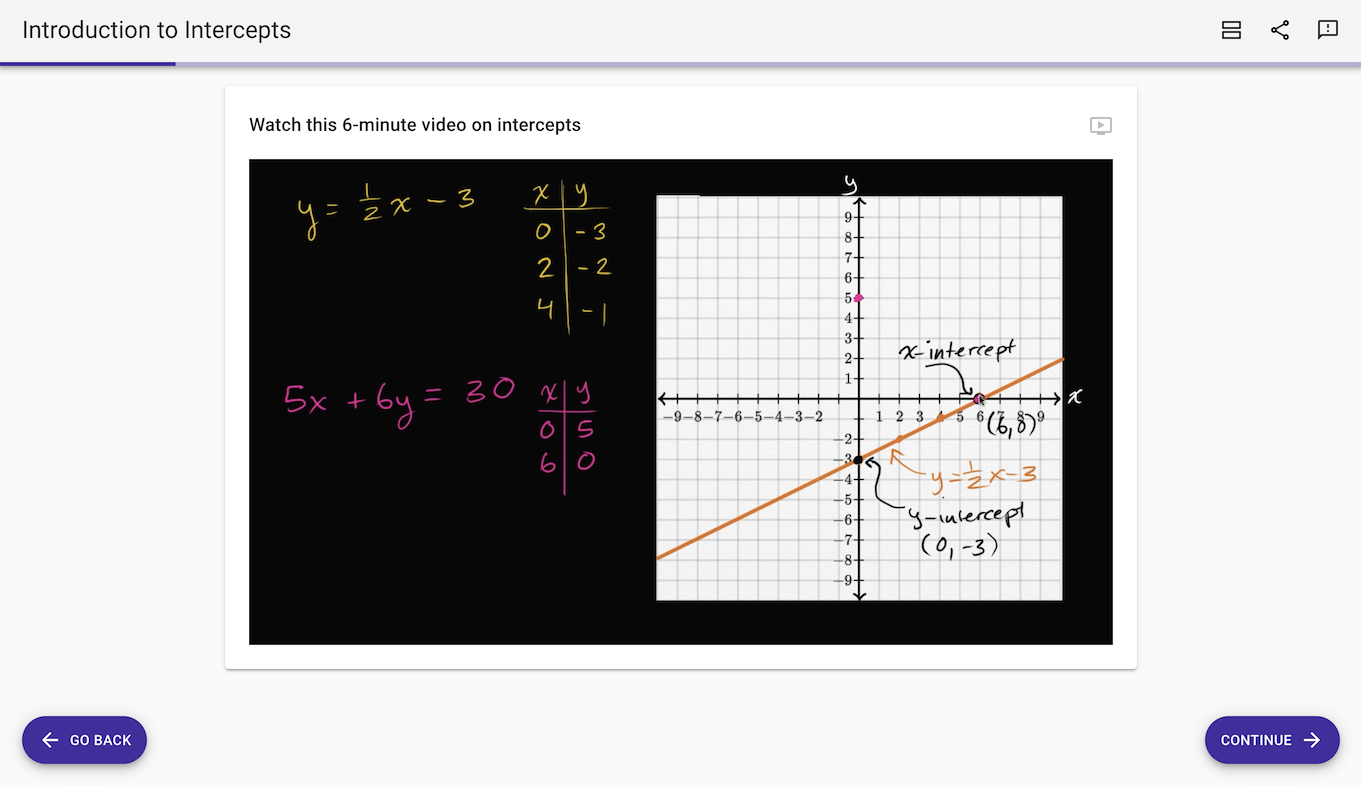 Introduction to Intercepts
Watch this 6-minute video on intercepts
y = 1/2 x - 3
x | y
0 | -3
2 | -2
4 | -1
5x + 6y = 30
x | y
0 | 5
6 | 0
y
9
8
7
6
5
4
3
2
1
x-intercept
x
-9 -8 -7 -6 -5 -4 -3 -2 1 2 3 4 5 6 7 8 9
(6,0)
-2
-3
-4
-5
-6
-7
-8
-9
y = 1/2 x - 3
y-intercept
(0, -3)
GO BACK
CONTINUE